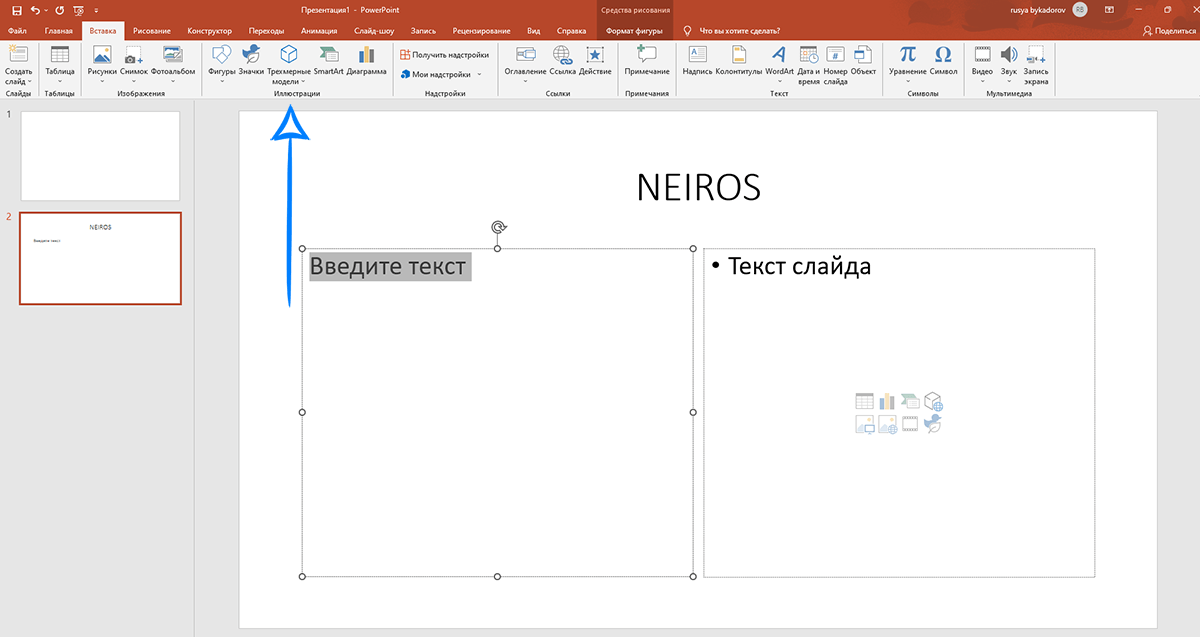 Презентация1 - PowerPoint
Средства рисования
rusya bykadorov
RB
Файл Главная Вставка Рисование Конструктор Переходы Анимация Слайд-шоу Запись Рецензирование Вид Справка Формат фигуры Что вы хотите сделать? Поделиться
Создать слайд
Таблица
Рисунки Снимок Фотоальбом
Фигуры Значки Трехмерные модели SmartArt Диаграмма
Получить надстройки
Мои надстройки
Оглавление Ссылка Действие
Примечание
Надпись Колонтитулы WordArt Дата и время Номер слайда Объект
Уравнение Символ
Видео Звук Запись экрана
Слайды Таблицы Изображения Иллюстрации Надстройки Ссылки Примечания Текст Символы Мультимедиа
1
2
NEIROS
Введите текст
NEIROS
Введите текст
• Текст слайда